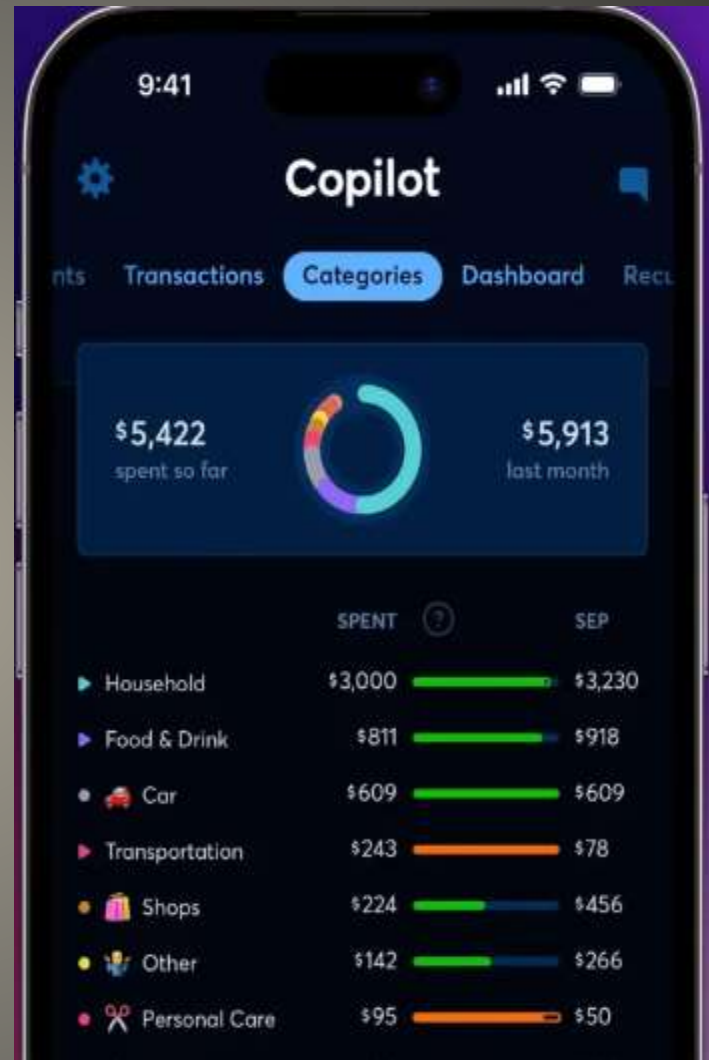 9:41
Copilot
nts Transactions Categories Dashboard Recu
$5,422 $5,913
spent so far last month
SPENT ? SEP
Household $3,000 $3,230
Food & Drink $811 $918
Car $609 $609
Transportation $243 $78
Shops $224 $456
Other $142 $266
Personal Care $95 $50